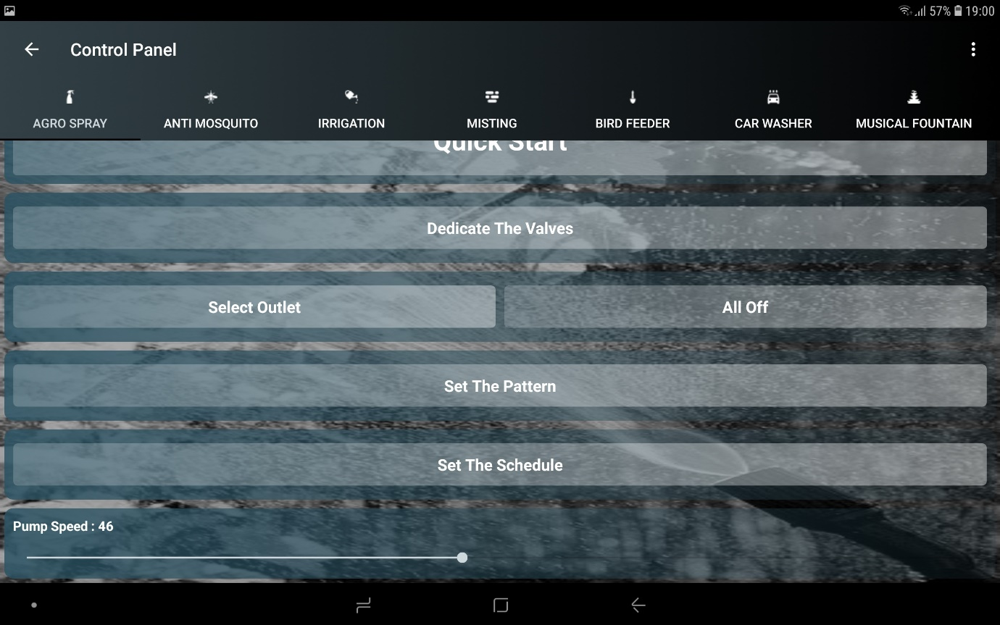 57% 19:00
Control Panel
AGRO SPRAY ANTI MOSQUITO IRRIGATION MISTING BIRD FEEDER CAR WASHER MUSICAL FOUNTAIN
Quick Start
Dedicate The Valves
Select Outlet All Off
Set The Pattern
Set The Schedule
Pump Speed : 46